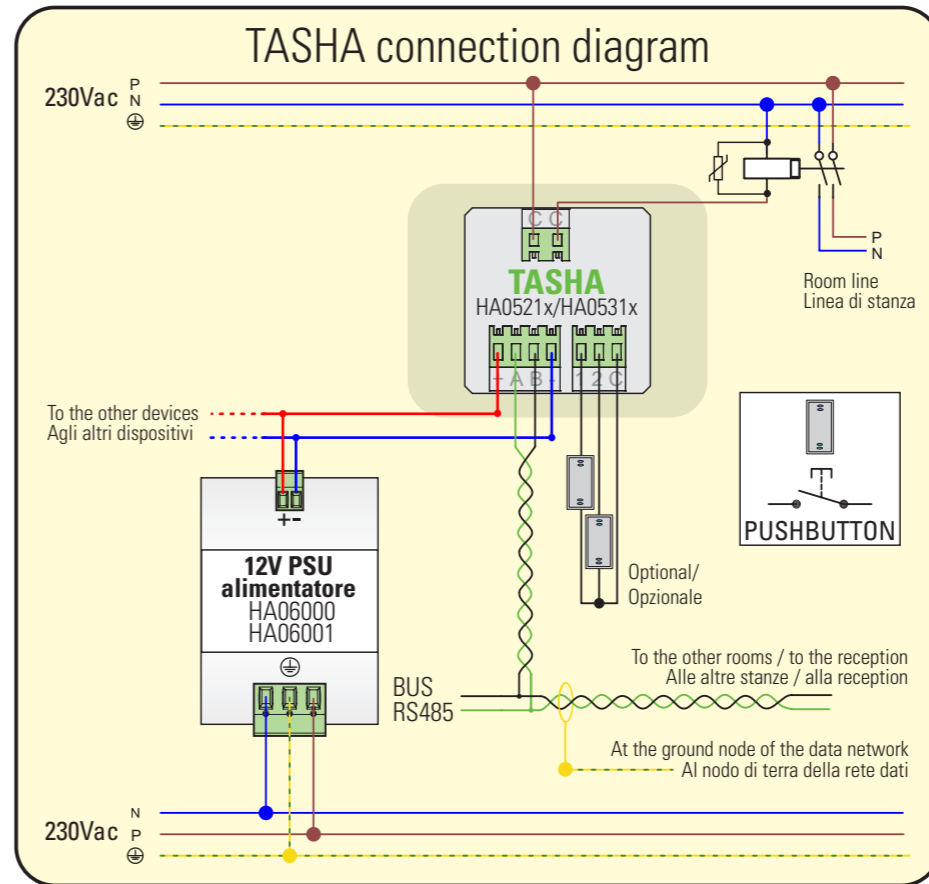 TASHA connection diagram
P
230Vac N
C C
TASHA
HA0521x/HA0531x
+ A B - 1 2 C
P
N
Room line
Linea di stanza
To the other devices
Agli altri dispositivi
+-
12V PSU
alimentatore
HA06000
HA06001
PUSHBUTTON
Optional/
Opzionale
BUS
RS485
To the other rooms / to the reception
Alle altre stanze / alla reception
At the ground node of the data network
Al nodo di terra della rete dati
N
230Vac P